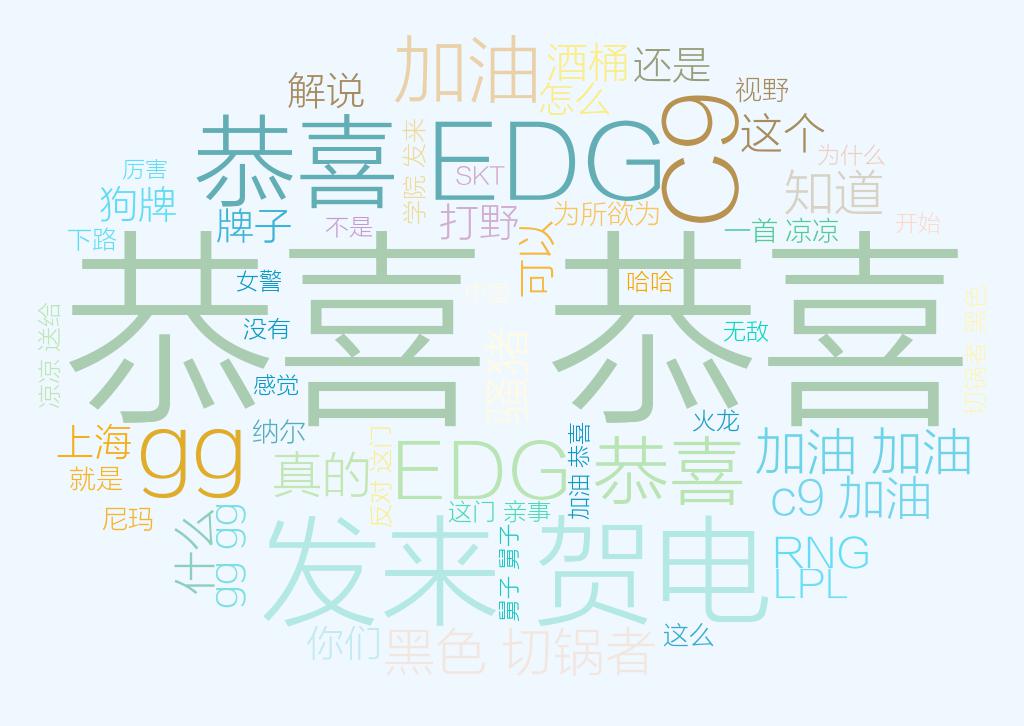 加油
酒桶
还是
解说
怎么
视野
c9
恭喜 EDG
学院 发来
这个
为什么
厉害
SKT
狗牌
知道
牌子
不是
打野
为所欲为
一首 凉凉
开始
下路
可以
恭喜 恭喜
女警
哈哈
没有
无敌
凉凉 送给
切锅者 黑色
感觉
火龙
上海
gg
纳尔
真的
反对 这门
EDG 恭喜
加油 恭喜
加油 加油
就是
c9 加油
尼玛
这门 亲事
什么
gg gg
发来 贺电
舅子 舅子
RNG
LPL
你们
黑色 切锅者
这么